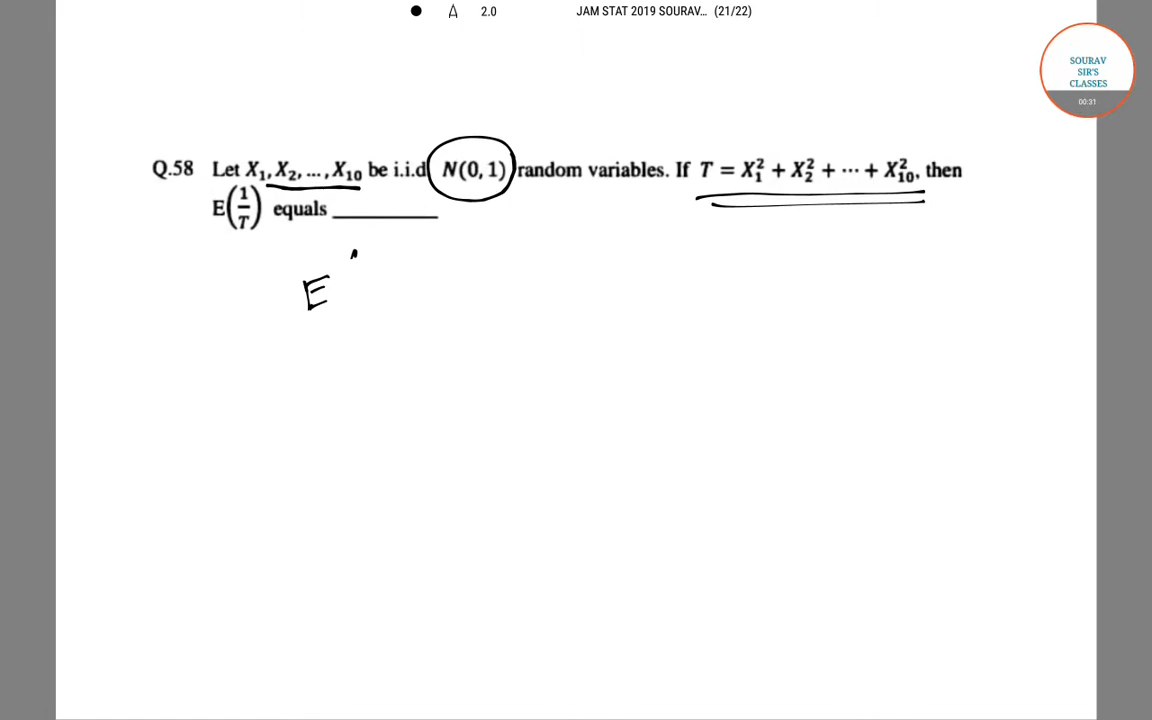 2.0 JAM STAT 2019 SOURAV... (21/22)
SOURAV
SIR'S
CLASSES
00:31
Q.58 Let X₁, X₂, ... , X₁₀ be i.i.d N(0, 1) random variables. If T = X₁² + X₂² + ⋯ + X₁₀², then
E(1/T) equals ________
E